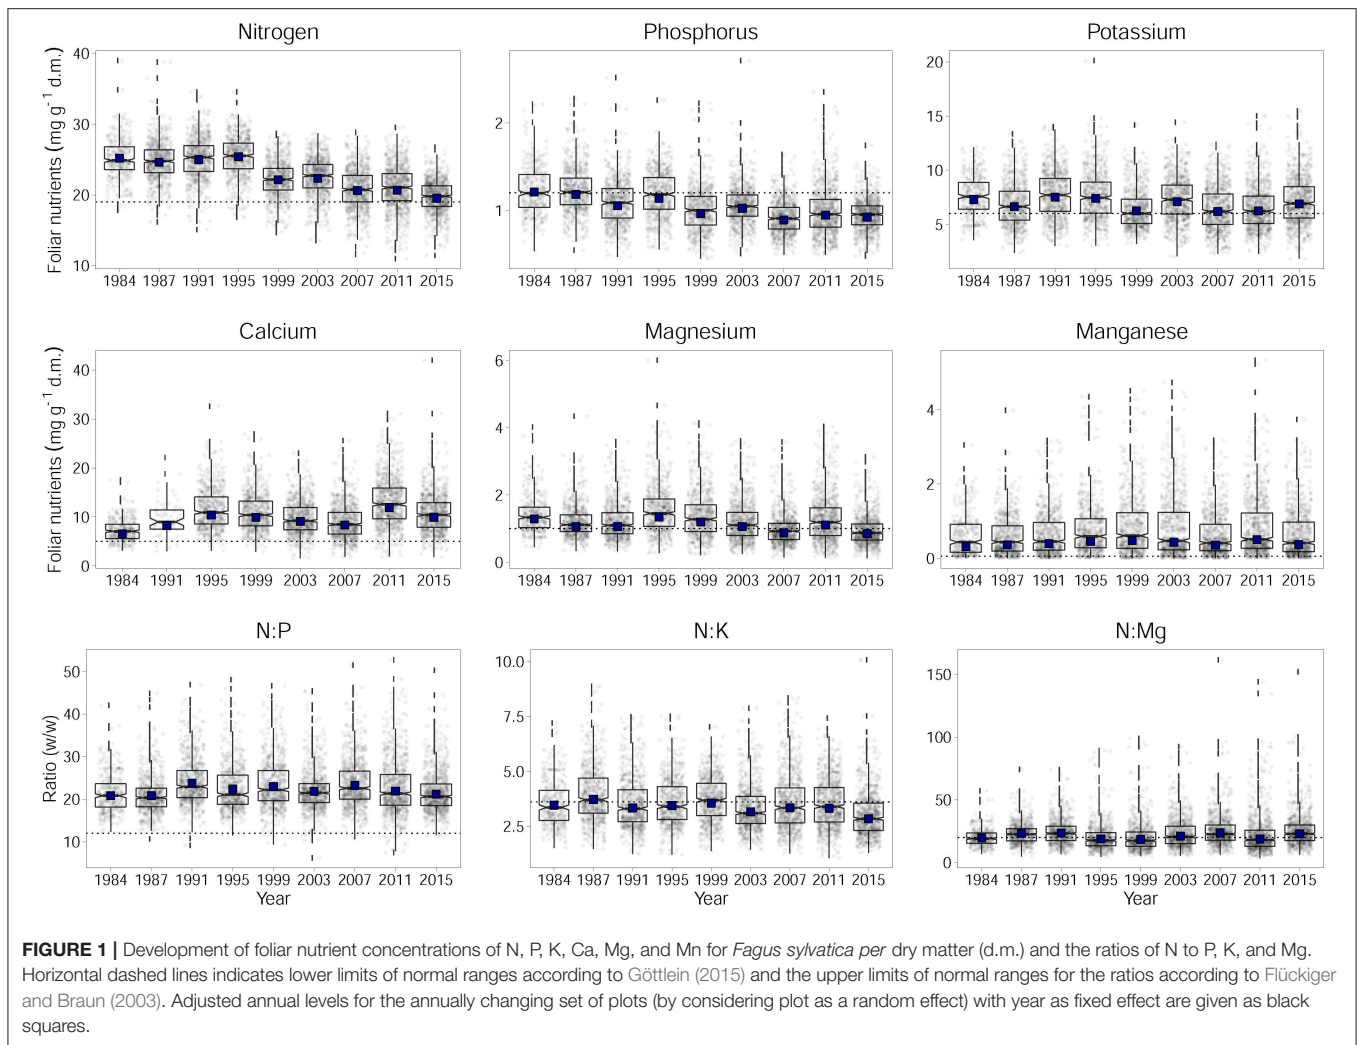 Nitrogen
Phosphorus
Potassium
Foliar nutrients (mg g⁻¹ d.m.)
40
30
20
10
2
1
20
15
10
5
1984 1987 1991 1995 1999 2003 2007 2011 2015
1984 1987 1991 1995 1999 2003 2007 2011 2015
1984 1987 1991 1995 1999 2003 2007 2011 2015
Calcium
Magnesium
Manganese
Foliar nutrients (mg g⁻¹ d.m.)
40
30
20
10
0
6
4
2
0
4
2
0
1984 1991 1995 1999 2003 2007 2011 2015
1984 1987 1991 1995 1999 2003 2007 2011 2015
1984 1987 1991 1995 1999 2003 2007 2011 2015
N:P
N:K
N:Mg
Ratio (w/w)
50
40
30
20
10
10.0
7.5
5.0
2.5
150
100
50
0
1984 1987 1991 1995 1999 2003 2007 2011 2015
1984 1987 1991 1995 1999 2003 2007 2011 2015
1984 1987 1991 1995 1999 2003 2007 2011 2015
Year
Year
Year
FIGURE 1 | Development of foliar nutrient concentrations of N, P, K, Ca, Mg, and Mn for Fagus sylvatica per dry matter (d.m.) and the ratios of N to P, K, and Mg.
Horizontal dashed lines indicates lower limits of normal ranges according to Göttlein (2015) and the upper limits of normal ranges for the ratios according to Flückiger
and Braun (2003). Adjusted annual levels for the annually changing set of plots (by considering plot as a random effect) with year as fixed effect are given as black
squares.